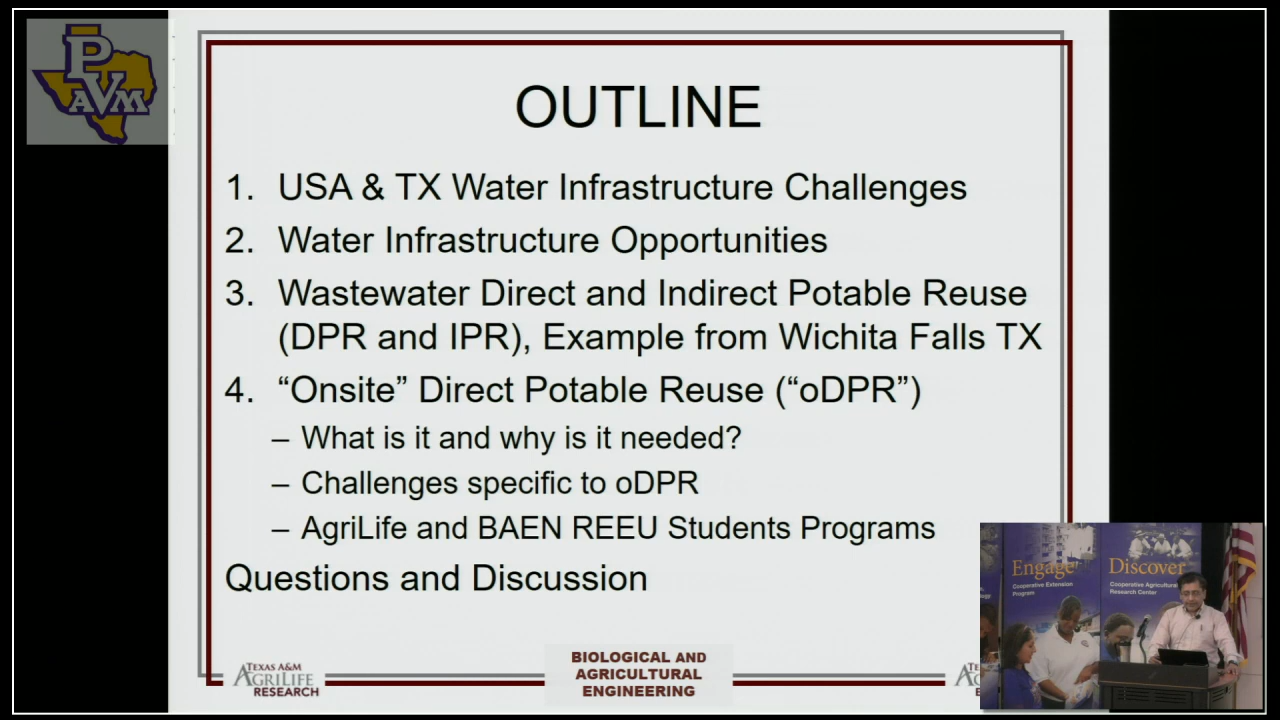 PV
A&M
OUTLINE
1. USA & TX Water Infrastructure Challenges
2. Water Infrastructure Opportunities
3. Wastewater Direct and Indirect Potable Reuse
(DPR and IPR), Example from Wichita Falls TX
4. “Onsite” Direct Potable Reuse (“oDPR”)
– What is it and why is it needed?
– Challenges specific to oDPR
– AgriLife and BAEN REEU Students Programs
Questions and Discussion
TEXAS A&M
AGRILIFE
RESEARCH
BIOLOGICAL AND
AGRICULTURAL
ENGINEERING
Engage
Cooperative Extension
Program
Discover
Cooperative Agricultural
Research Center